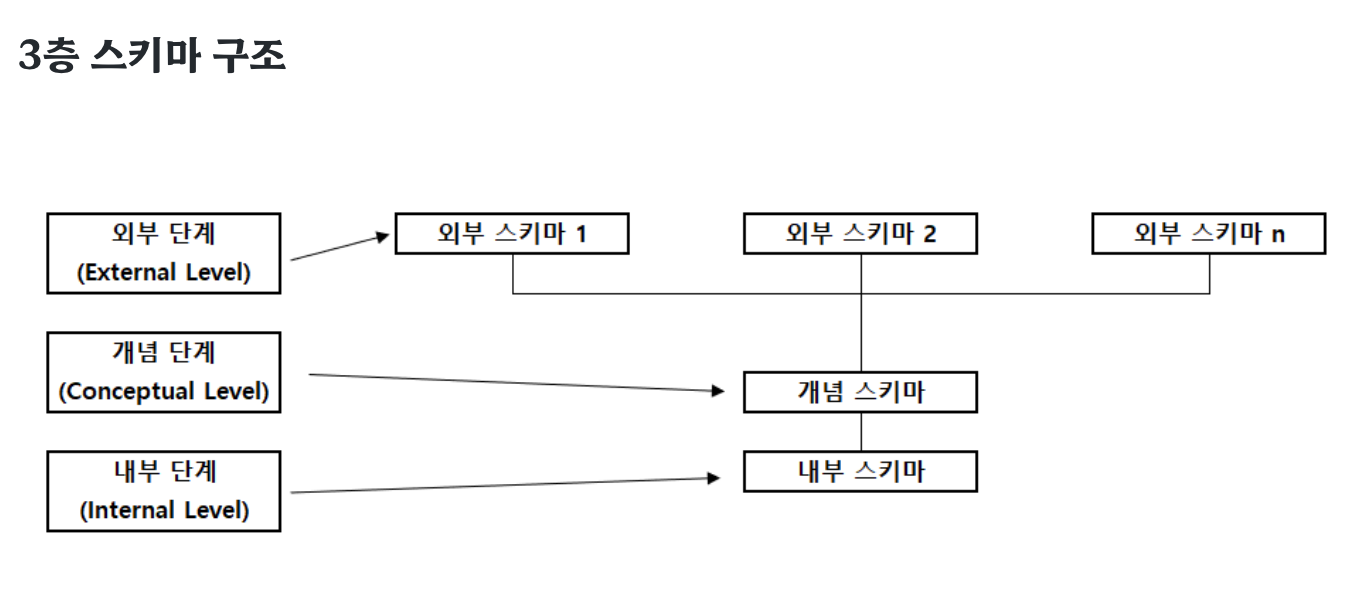 3층 스키마 구조
외부 단계
(External Level)
외부 스키마 1
외부 스키마 2
외부 스키마 n
개념 단계
(Conceptual Level)
개념 스키마
내부 단계
(Internal Level)
내부 스키마